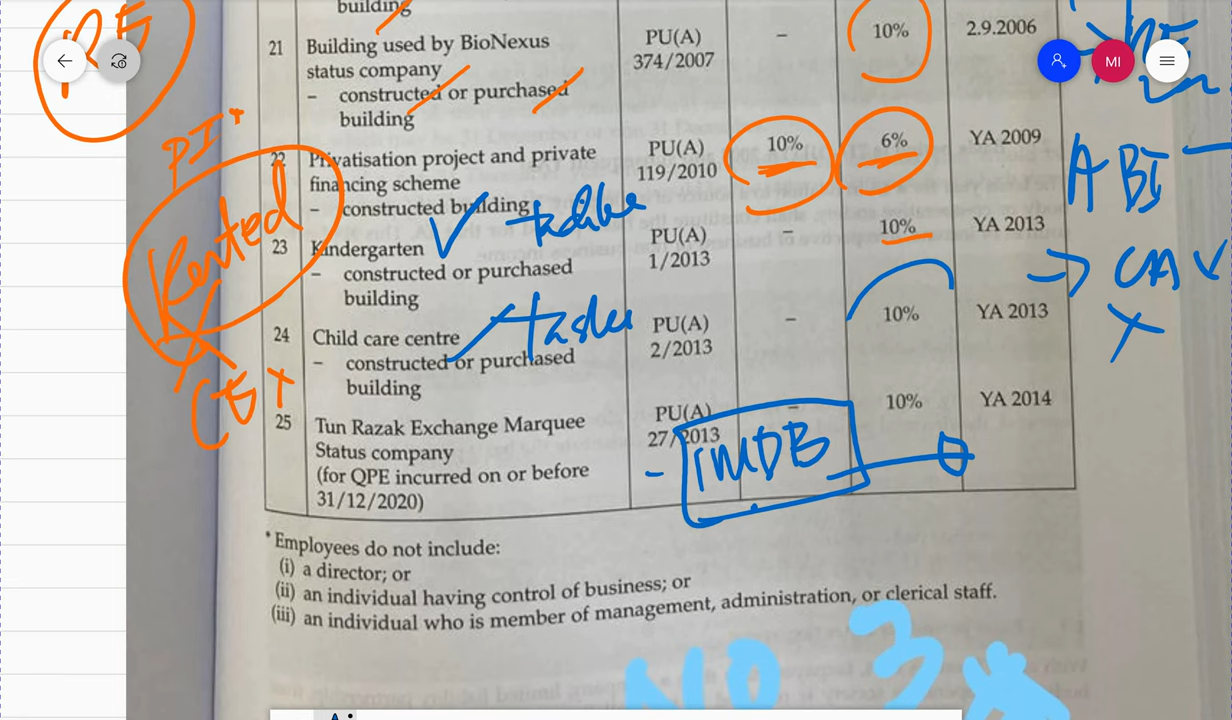 building
21 Building used by BioNexus PU(A) – 10% 2.9.2006
status company 374/2007
– constructed or purchased
building
22 Privatisation project and private PU(A) 10% 6% YA 2009
financing scheme 119/2010
– constructed building
23 Kindergarten PU(A) – 10% YA 2013
– constructed or purchased 1/2013
building
24 Child care centre PU(A) – 10% YA 2013
– constructed or purchased 2/2013
building
25 Tun Razak Exchange Marquee PU(A) – 10% YA 2014
Status company 27/2013
(for QPE incurred on or before
31/12/2020)
* Employees do not include:
(i) a director; or
(ii) an individual having control of business; or
(iii) an individual who is member of management, administration, or clerical staff.
MI
PI
Rented
tadika
taska
1MDB
NO 3